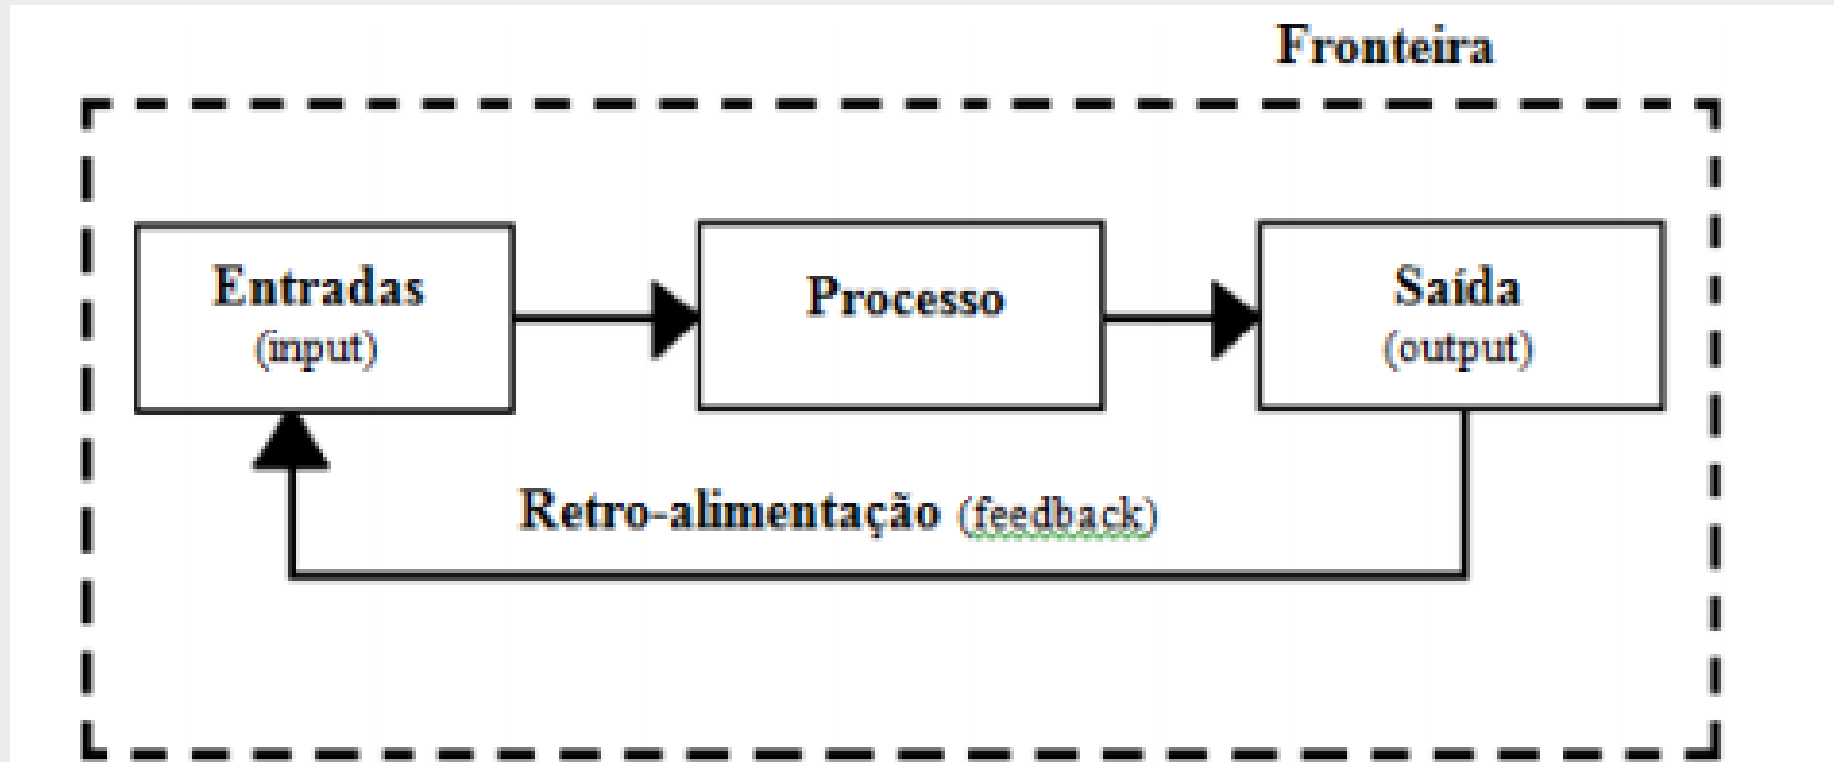 Fronteira
Entradas
(input)
Processo
Saída
(output)
Retro-alimentação (feedback)